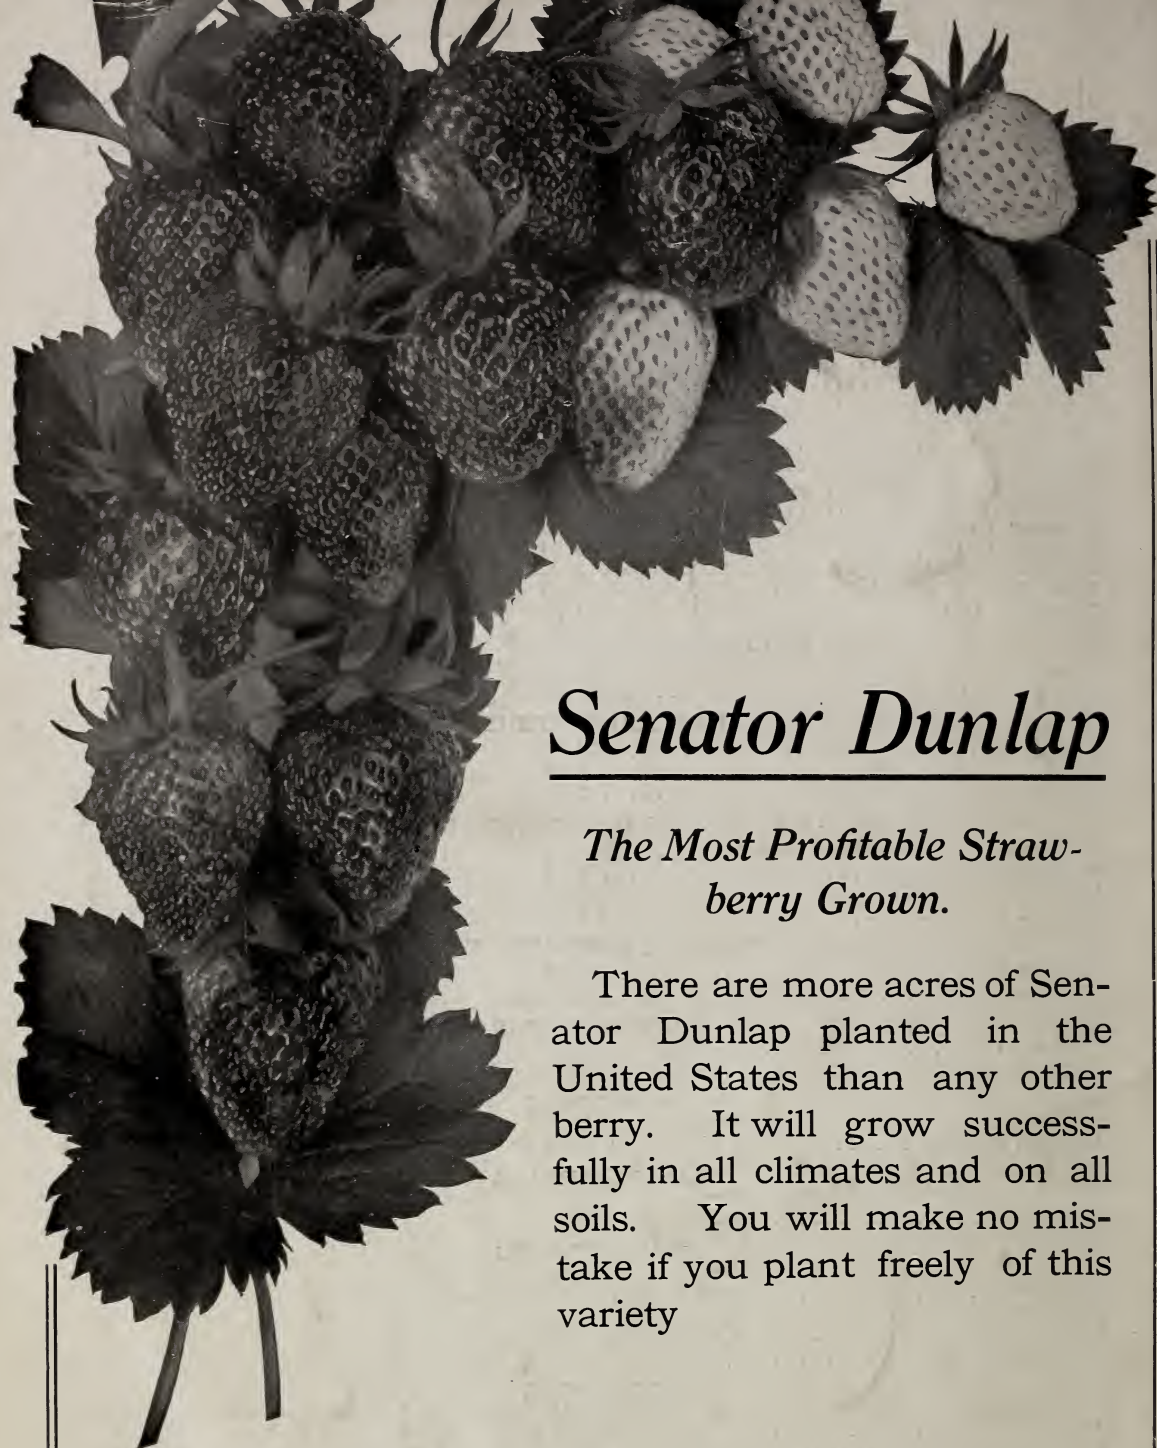 Senator Dunlap
The Most Profitable Straw-
berry Grown.
There are more acres of Sen-
ator Dunlap planted in the
United States than any other
berry. It will grow success-
fully in all climates and on all
soils. You will make no mis-
take if you plant freely of this
variety